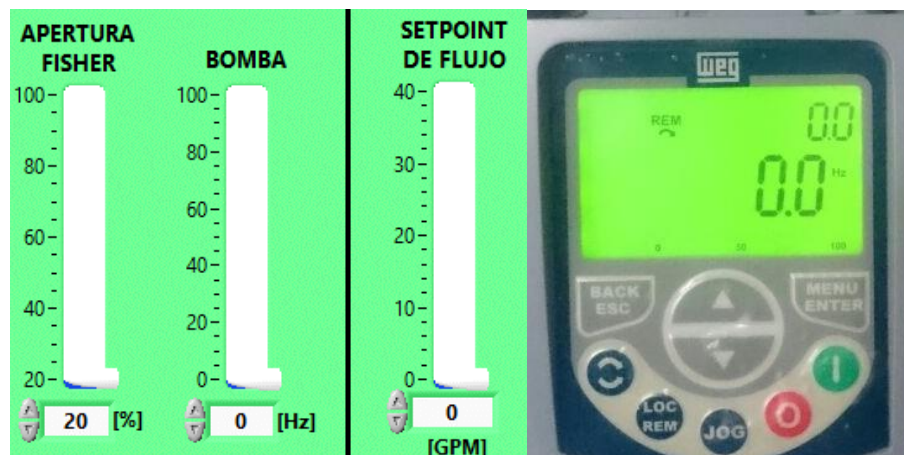 APERTURA
FISHER
100
80
60
40
20
20 [%]
BOMBA
100
80
60
40
20
0
0 [Hz]
SETPOINT
DE FLUJO
40
30
20
10
0
0
[GPM]
weg
REM
0.0
0.0 Hz
0 50 100
BACK
ESC
MENU
ENTER
LOC
REM
JOG
I
O